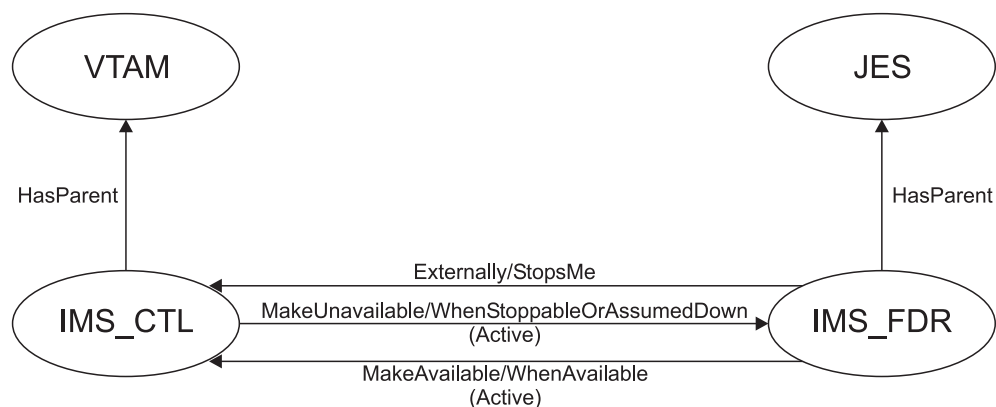 VTAM
JES
HasParent
HasParent
Externally/StopsMe
IMS_CTL
MakeUnavailable/WhenStoppableOrAssumedDown
(Active)
IMS_FDR
MakeAvailable/WhenAvailable
(Active)